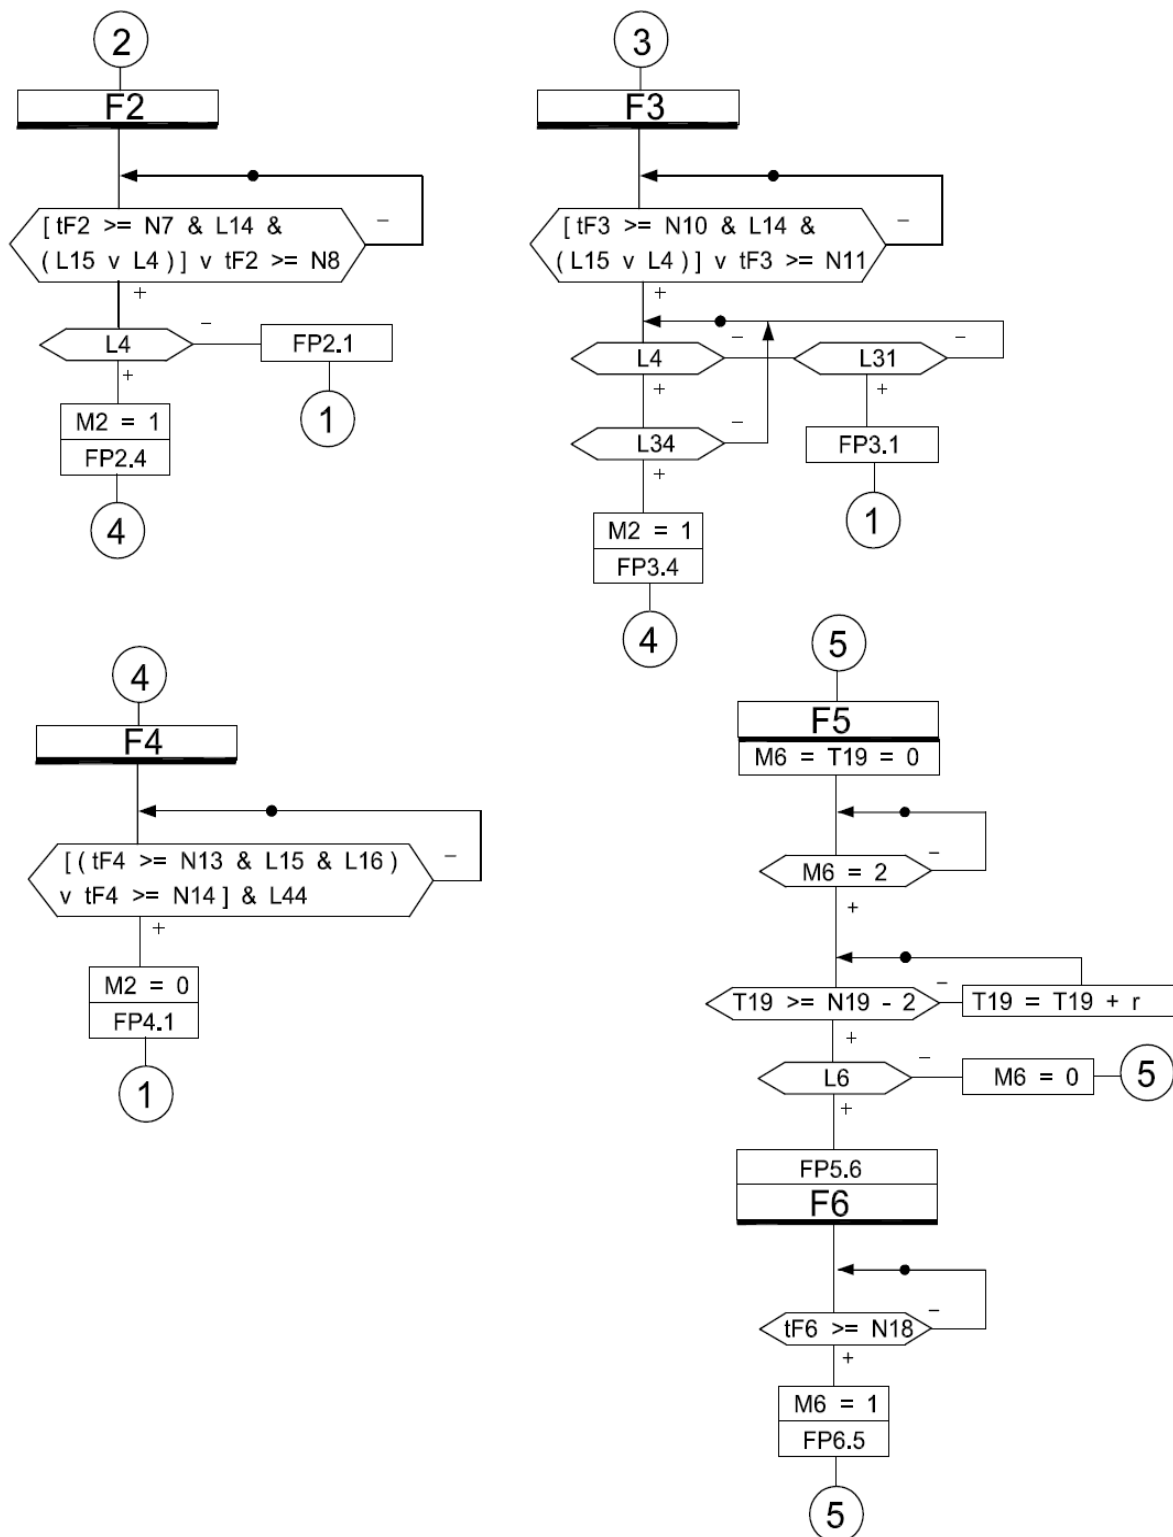 2
F2
[ tF2 >= N7 & L14 &
( L15 v L4 ) ] v tF2 >= N8
−
+
L4
−
FP2.1
1
+
M2 = 1
FP2.4
4
3
F3
[ tF3 >= N10 & L14 &
( L15 v L4 ) ] v tF3 >= N11
−
+
L4
−
L31
−
+
+
FP3.1
1
L34
−
+
M2 = 1
FP3.4
4
4
F4
[ ( tF4 >= N13 & L15 & L16 )
v tF4 >= N14 ] & L44
−
+
M2 = 0
FP4.1
1
5
F5
M6 = T19 = 0
M6 = 2
−
+
T19 >= N19 - 2
−
T19 = T19 + r
+
L6
−
M6 = 0
5
+
FP5.6
F6
tF6 >= N18
−
+
M6 = 1
FP6.5
5